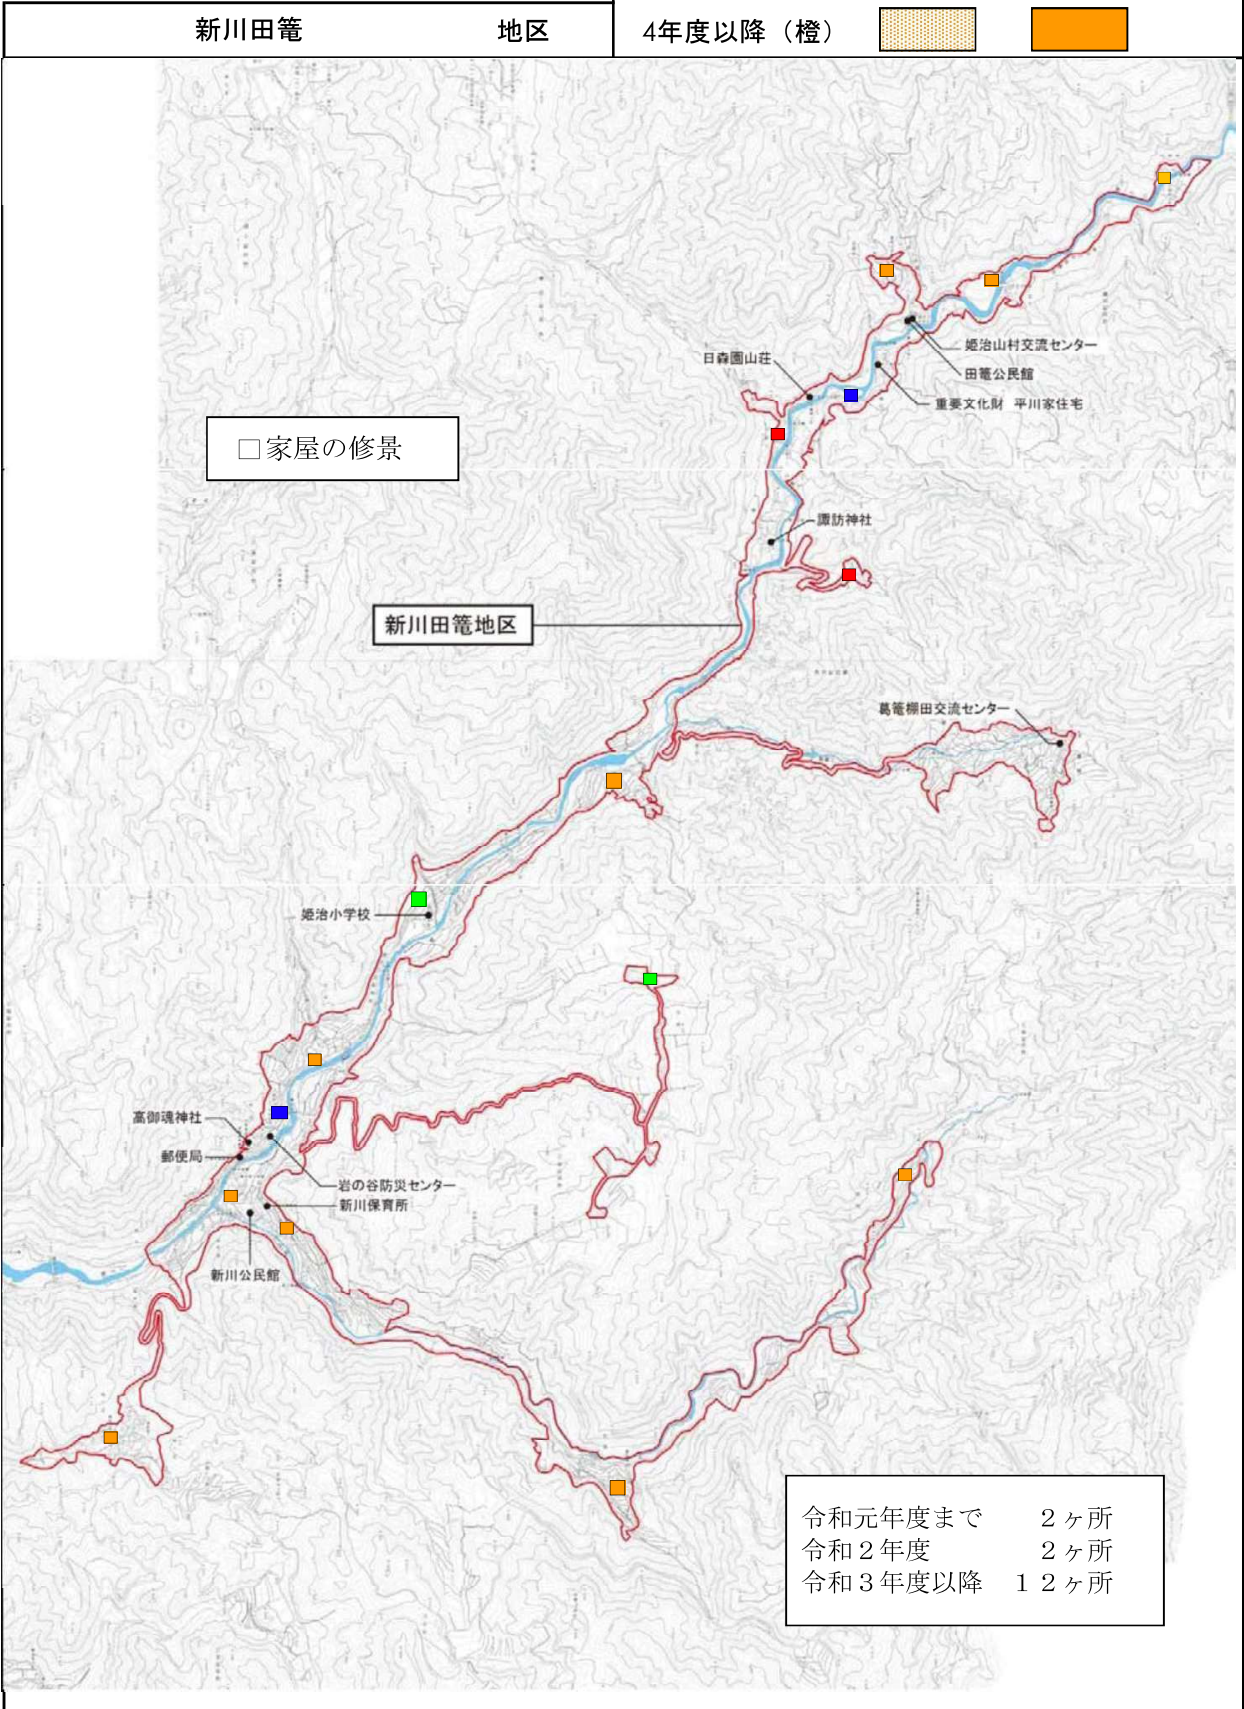 新川田篭 地区 4年度以降（橙）
姫治山村交流センター
日森園山荘
田篭公民館
重要文化財 平川家住宅
□家屋の修景
諏訪神社
新川田篭地区
葛篭棚田交流センター
姫治小学校
高御魂神社
郵便局
岩の谷防災センター
新川保育所
新川公民館
令和元年度まで ２ヶ所
令和２年度 ２ヶ所
令和３年度以降 １２ヶ所